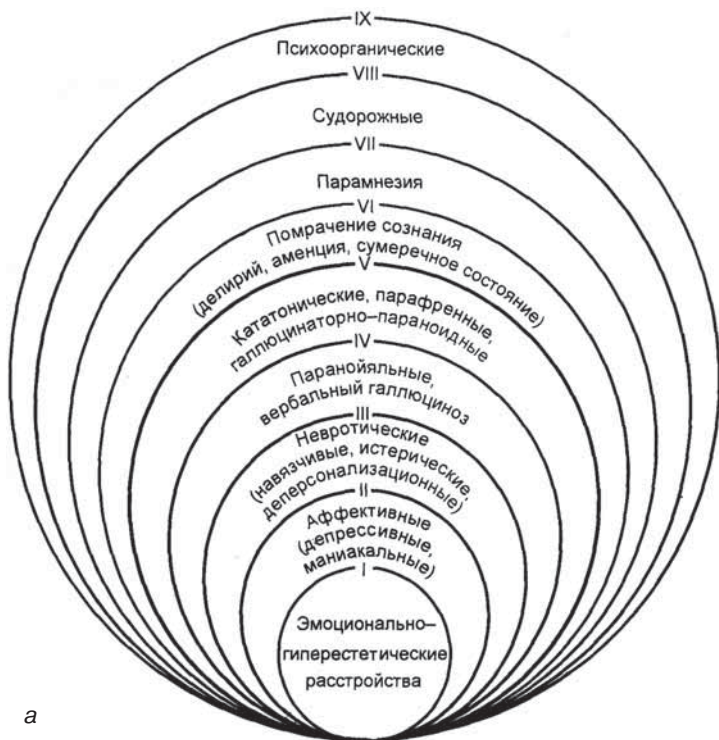 IX
Психоорганические
VIII
Судорожные
VII
Парамнезия
VI
Помрачение сознания
(делирий, аменция, сумеречное состояние)
V
Кататонические, парафренные,
галлюцинаторно–параноидные
IV
Паранойяльные,
вербальный галлюциноз
III
Невротические
(навязчивые, истерические,
деперсонализационные)
II
Аффективные
(депрессивные,
маниакальные)
I
Эмоционально–
гиперестетические
расстройства
а